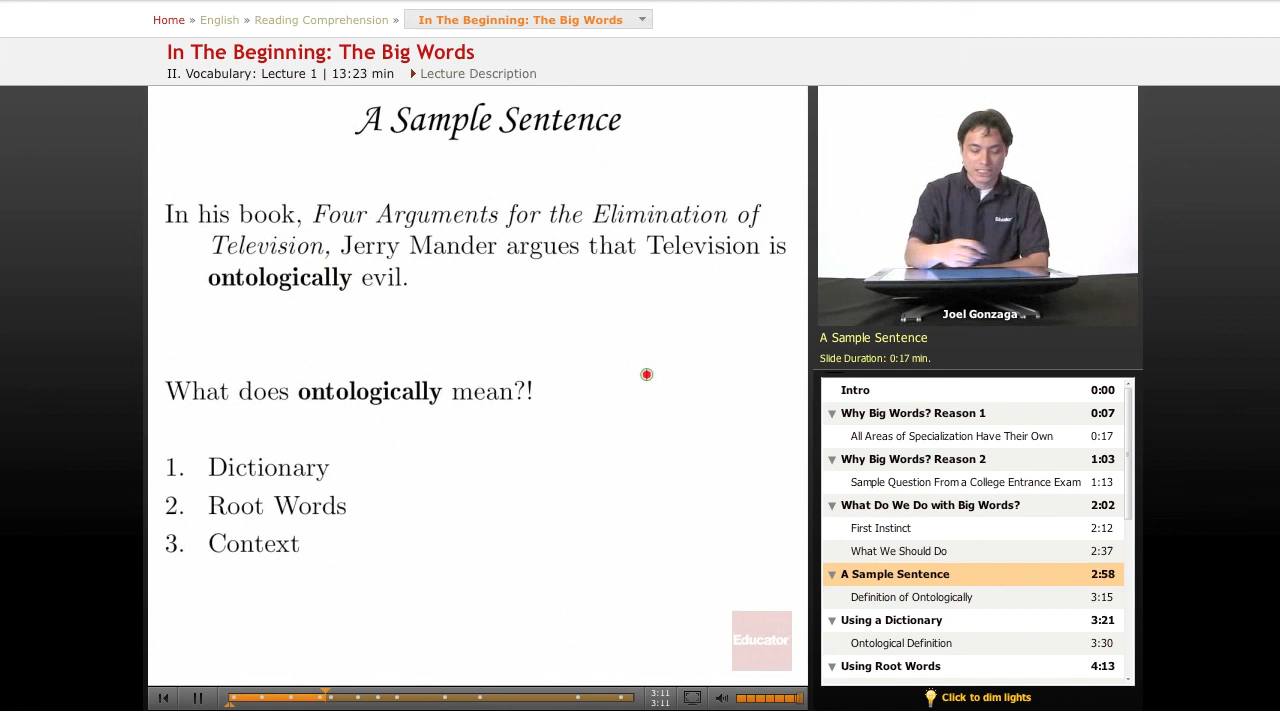 Home » English » Reading Comprehension » In The Beginning: The Big Words
In The Beginning: The Big Words
II. Vocabulary: Lecture 1 | 13:23 min Lecture Description
A Sample Sentence
In his book, Four Arguments for the Elimination of
Television, Jerry Mander argues that Television is
ontologically evil.
What does ontologically mean?!
1. Dictionary
2. Root Words
3. Context
Educator
3:11
3:11
Joel Gonzaga
A Sample Sentence
Slide Duration: 0:17 min.
Intro 0:00
Why Big Words? Reason 1 0:07
All Areas of Specialization Have Their Own 0:17
Why Big Words? Reason 2 1:03
Sample Question From a College Entrance Exam 1:13
What Do We Do with Big Words? 2:02
First Instinct 2:12
What We Should Do 2:37
A Sample Sentence 2:58
Definition of Ontologically 3:15
Using a Dictionary 3:21
Ontological Definition 3:30
Using Root Words 4:13
Click to dim lights